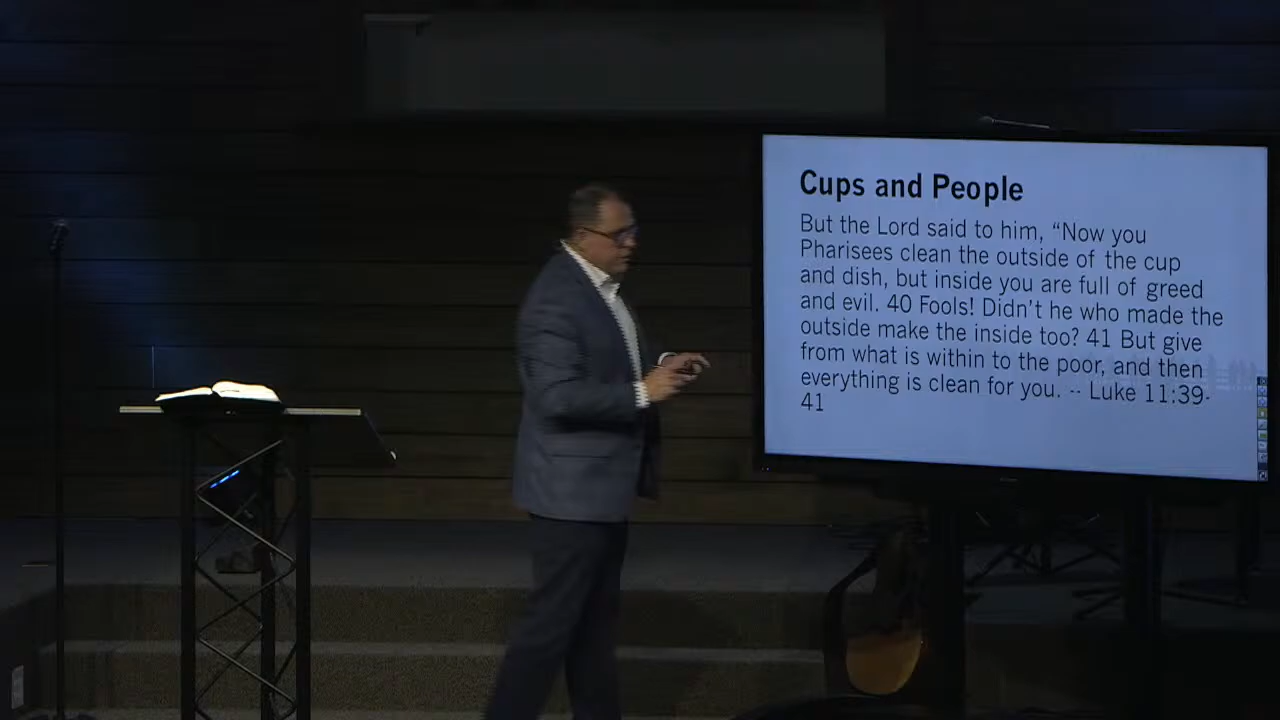 Cups and People
But the Lord said to him, “Now you
Pharisees clean the outside of the cup
and dish, but inside you are full of greed
and evil. 40 Fools! Didn’t he who made the
outside make the inside too? 41 But give
from what is within to the poor, and then
everything is clean for you. -- Luke 11:39-
41